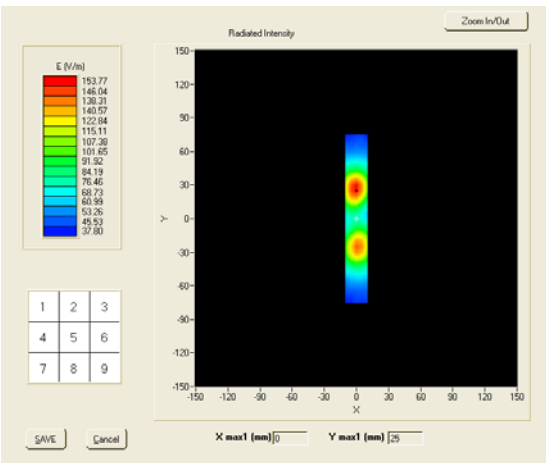 Zoom In/Out
Radiated Intensity
E (V/m)
153.77
146.04
138.31
140.57
122.84
115.11
107.38
101.65
91.92
84.19
76.46
68.73
60.99
53.26
45.53
37.80
150
120
90
60
30
0
-30
-60
-90
-120
-150
Y
-150 -120 -90 -60 -30 0 30 60 90 120 150
X
1 2 3
4 5 6
7 8 9
SAVE Cancel
X max1 (mm) 0 Y max1 (mm) 25